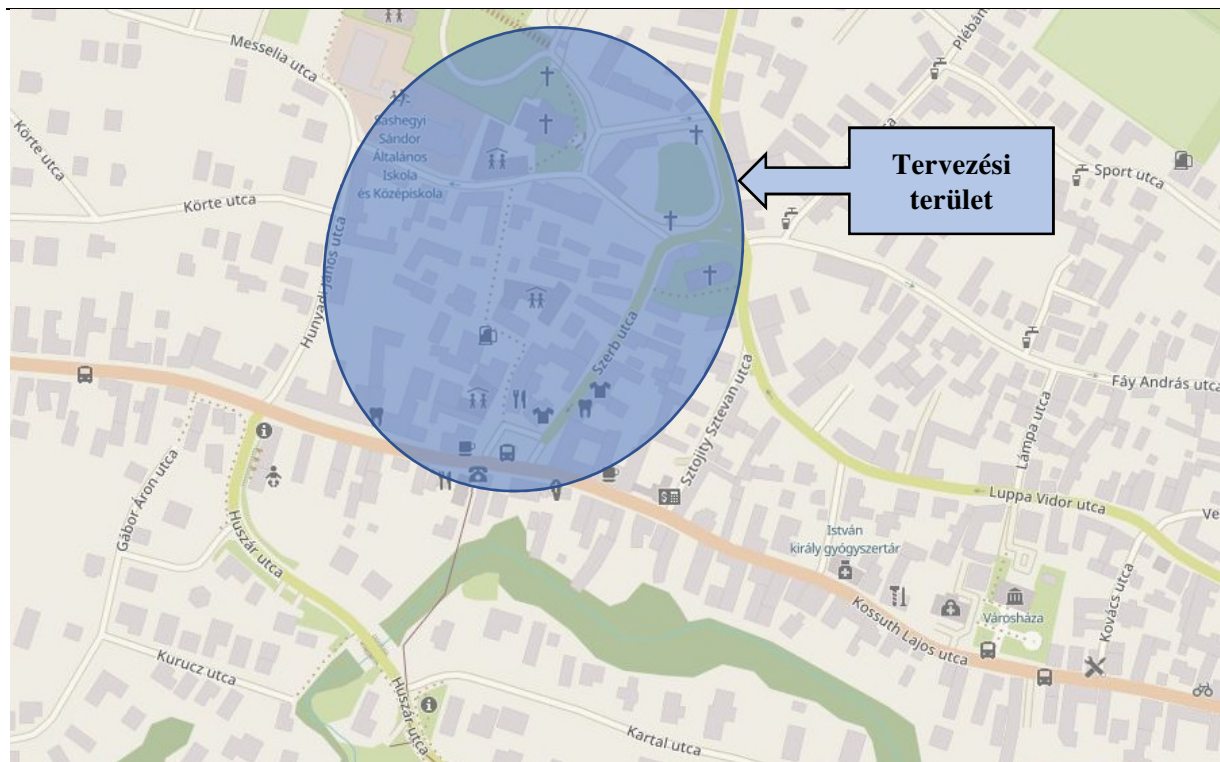 Messelia utca
Plébán
Körte utca
Sashegyi
Sándor
Általános
Iskola
és Középiskola
Tervezési
terület
Sport utca
Körte utca
Hunyadi János utca
Szerb utca
Fáy András utca
Lámpa utca
Sztojity Sztevan utca
Gábor Áron utca
Huszár utca
Luppa Vidor utca
Ve
István
király gyógyszertár
Városháza
Kovács utca
Kossuth Lajos utca
Kurucz utca
Huszár utca
Kartal utca